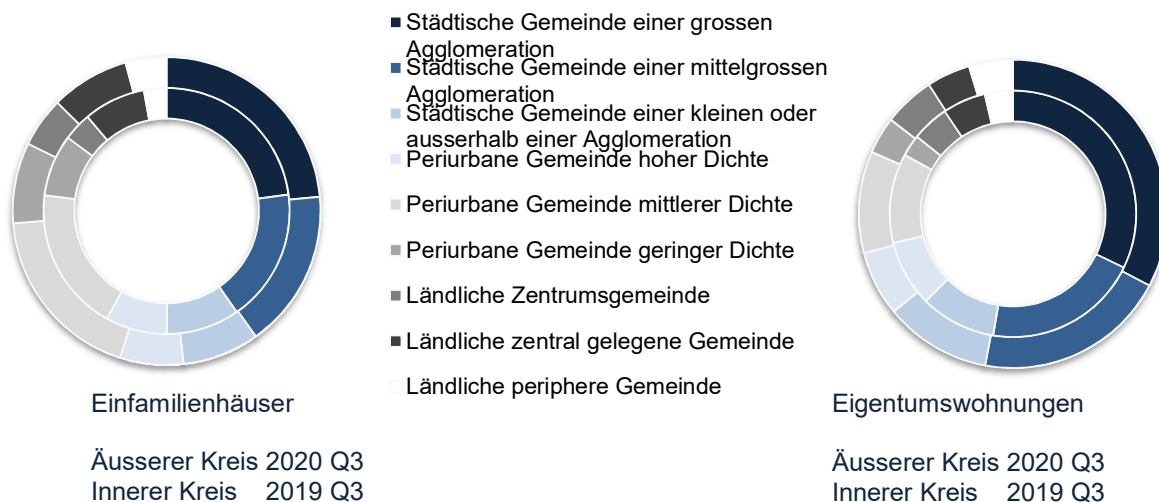 Städtische Gemeinde einer grossen
Agglomeration
Städtische Gemeinde einer mittelgrossen
Agglomeration
Städtische Gemeinde einer kleinen oder
ausserhalb einer Agglomeration
Periurbane Gemeinde hoher Dichte
Periurbane Gemeinde mittlerer Dichte
Periurbane Gemeinde geringer Dichte
Ländliche Zentrumsgemeinde
Ländliche zentral gelegene Gemeinde
Ländliche periphere Gemeinde
Einfamilienhäuser
Äusserer Kreis 2020 Q3
Innerer Kreis 2019 Q3
Eigentumswohnungen
Äusserer Kreis 2020 Q3
Innerer Kreis 2019 Q3